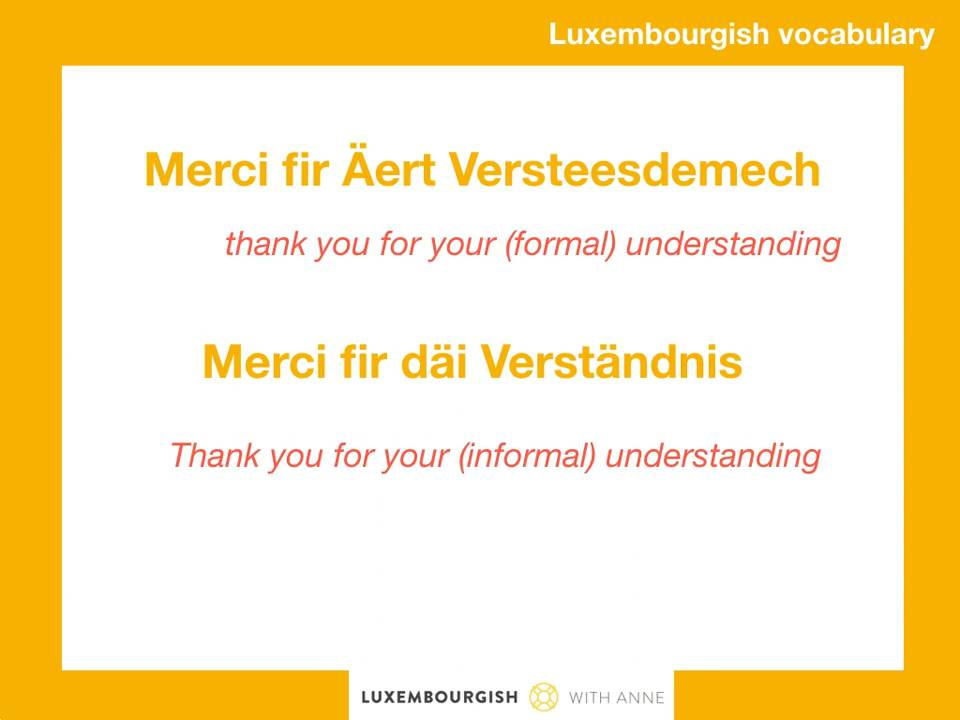 Luxembourgish vocabulary
Merci fir Äert Versteesdemech
thank you for your (formal) understanding
Merci fir däi Verständnis
Thank you for your (informal) understanding
LUXEMBOURGISH WITH ANNE